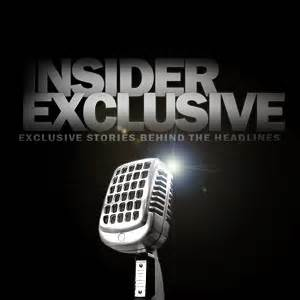 INSIDER
EXCLUSIVE
EXCLUSIVE STORIES BEHIND THE HEADLINES